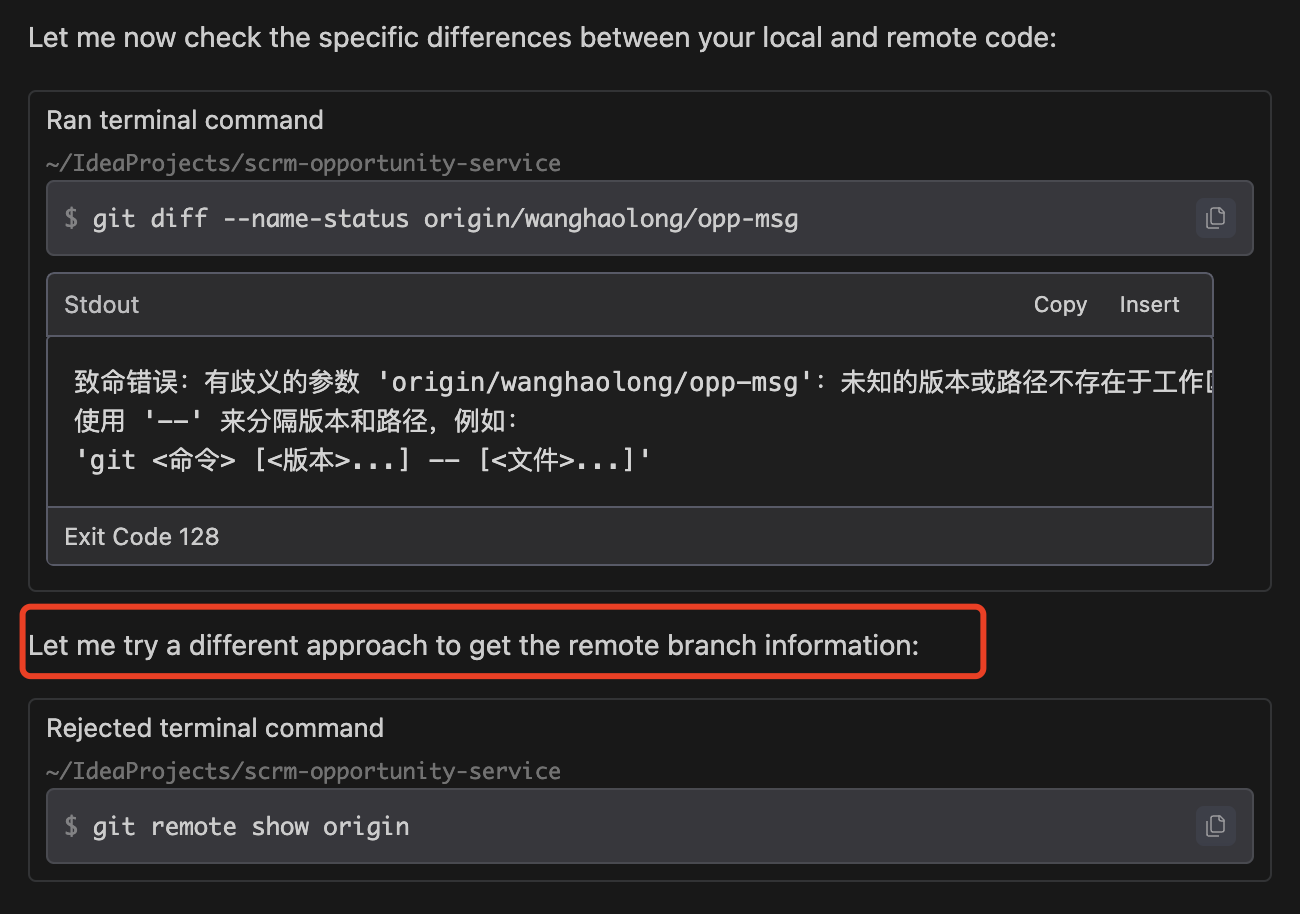 Let me now check the specific differences between your local and remote code:
Ran terminal command
~/IdeaProjects/scrm-opportunity-service
$ git diff --name-status origin/wanghaolong/opp-msg
Stdout Copy Insert
致命错误：有歧义的参数 'origin/wanghaolong/opp-msg'：未知的版本或路径不存在于工作
使用 '--' 来分隔版本和路径，例如：
'git <命令> [<版本>...] -- [<文件>...]'
Exit Code 128
Let me try a different approach to get the remote branch information:
Rejected terminal command
~/IdeaProjects/scrm-opportunity-service
$ git remote show origin